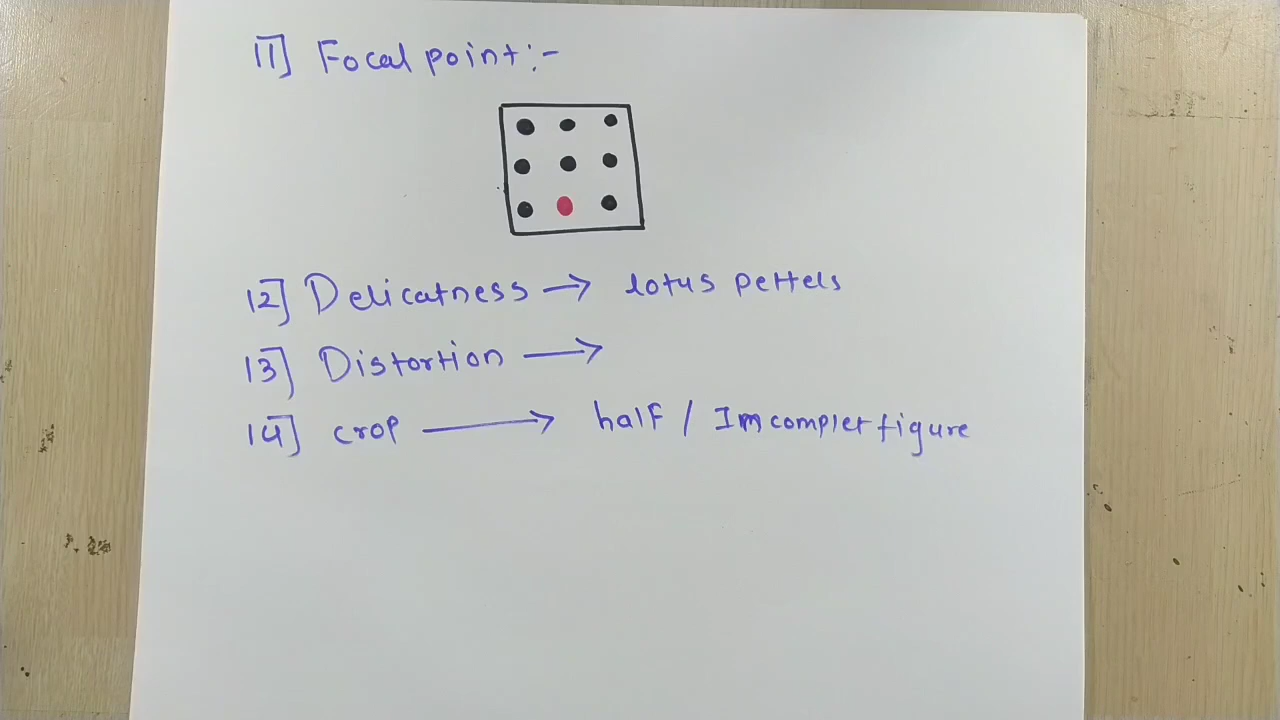 11] Focal point:-
12] Delicatness → lotus pettels
13] Distortion →
14] crop → half / Imcomplet figure